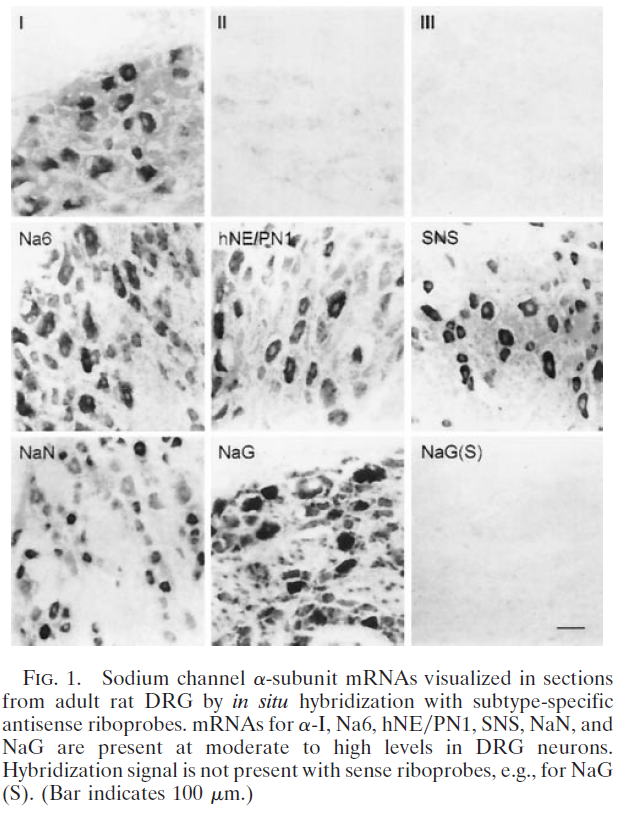 I
II
III
Na6
hNE/PN1
SNS
NaN
NaG
NaG(S)
FIG. 1. Sodium channel α-subunit mRNAs visualized in sections
from adult rat DRG by in situ hybridization with subtype-specific
antisense riboprobes. mRNAs for α-I, Na6, hNE/PN1, SNS, NaN, and
NaG are present at moderate to high levels in DRG neurons.
Hybridization signal is not present with sense riboprobes, e.g., for NaG
(S). (Bar indicates 100 μm.)